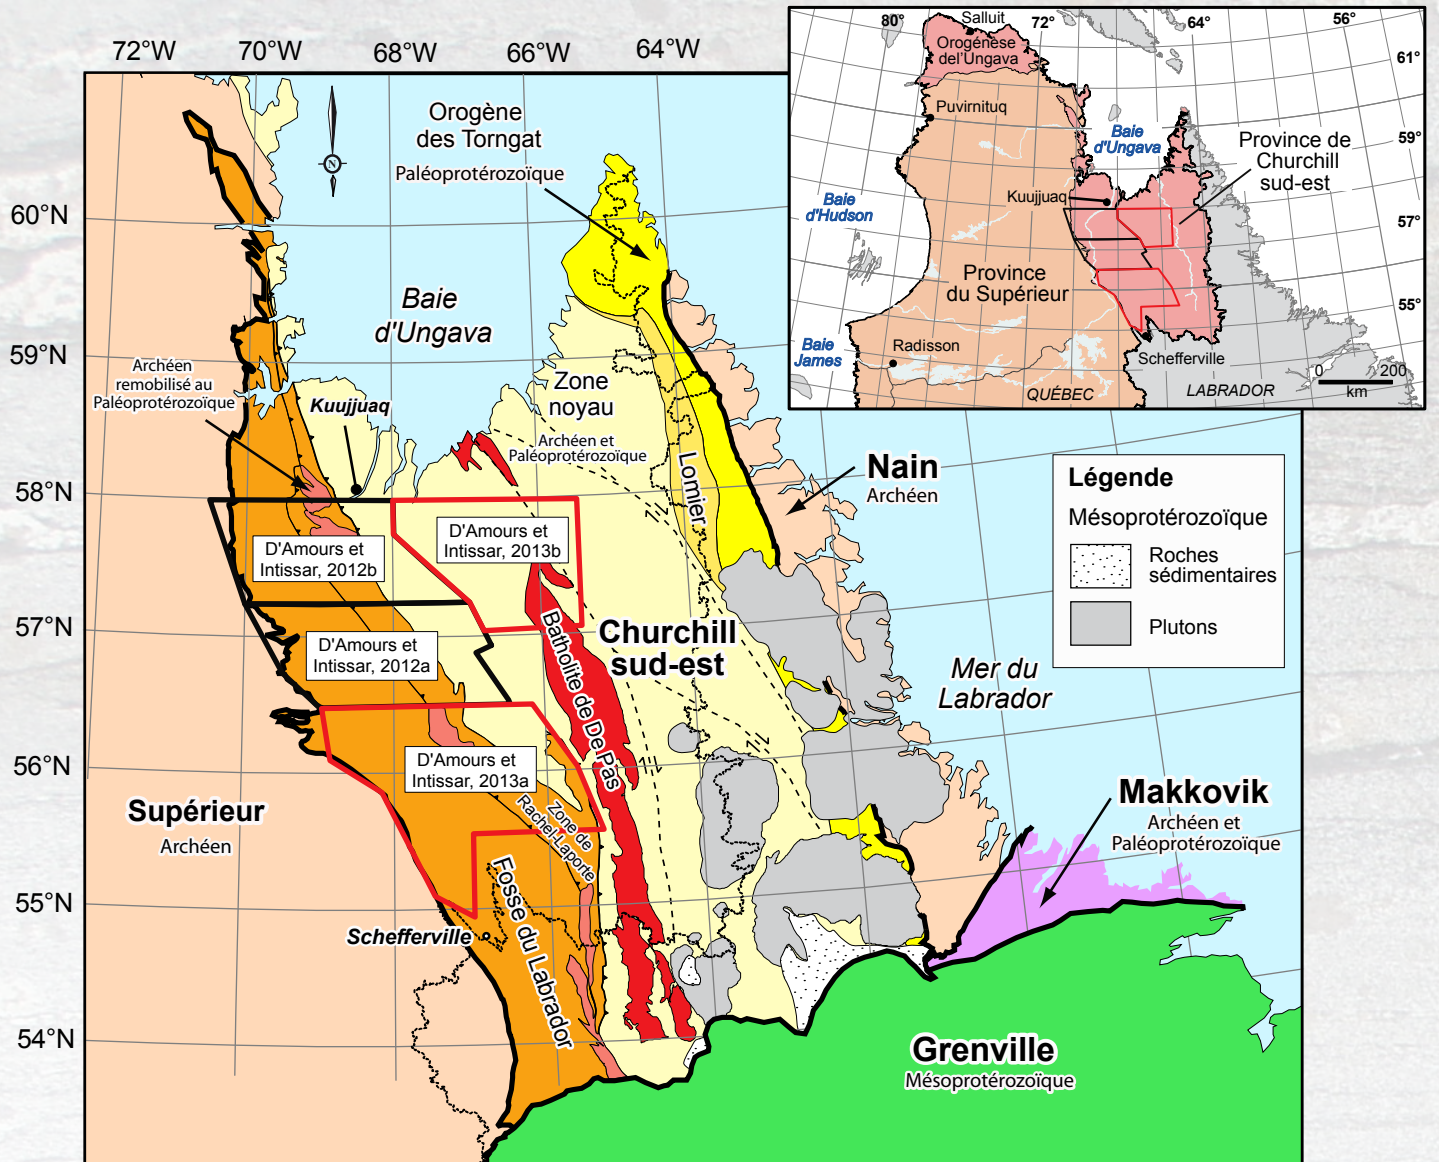 72°W
70°W
68°W
66°W
64°W
60°N
59°N
58°N
57°N
56°N
55°N
54°N
N
Orogène
des Torngat
Paléoprotérozoïque
Baie
d'Ungava
Archéen
remobilisé au
Paléoprotérozoïque
Kuujjuaq
Zone
noyau
Archéen et
Paléoprotérozoïque
Lomier
Nain
Archéen
D'Amours et
Intissar, 2012b
D'Amours et
Intissar, 2013b
D'Amours et
Intissar, 2012a
D'Amours et
Intissar, 2013a
Batholite de De Pas
Churchill
sud-est
Mer du
Labrador
Supérieur
Archéen
Zone de
Rachel-Laporte
Fosse du Labrador
Schefferville
Makkovik
Archéen et
Paléoprotérozoïque
Grenville
Mésoprotérozoïque
Légende
Mésoprotérozoïque
Roches
sédimentaires
Plutons
80°
72°
64°
56°
61°
59°
57°
55°
Salluit
Orogénese
del'Ungava
Puvirnituq
Baie
d'Ungava
Province de
Churchill
sud-est
Kuujjuaq
Baie
d'Hudson
Province
du Supérieur
Baie
James
Radisson
Schefferville
QUÉBEC
LABRADOR
0 200
km